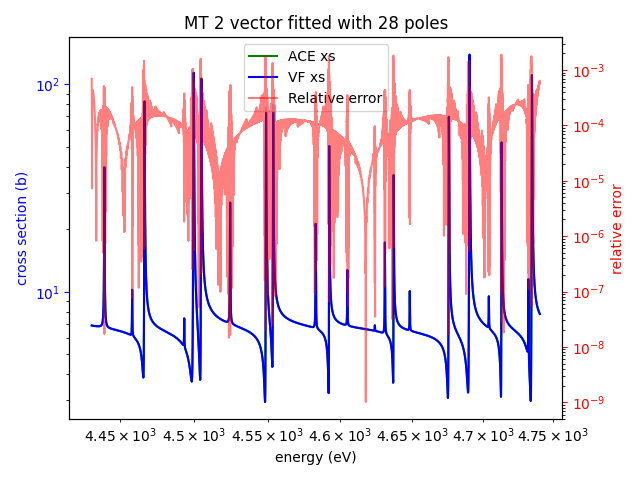 MT 2 vector fitted with 28 poles
ACE xs
VF xs
Relative error
10²
10¹
cross section (b)
10⁻³
10⁻⁴
10⁻⁵
10⁻⁶
10⁻⁷
10⁻⁸
10⁻⁹
relative error
4.45 × 10³ 4.5 × 10³ 4.55 × 10³ 4.6 × 10³ 4.65 × 10³ 4.7 × 10³ 4.75 × 10³
energy (eV)